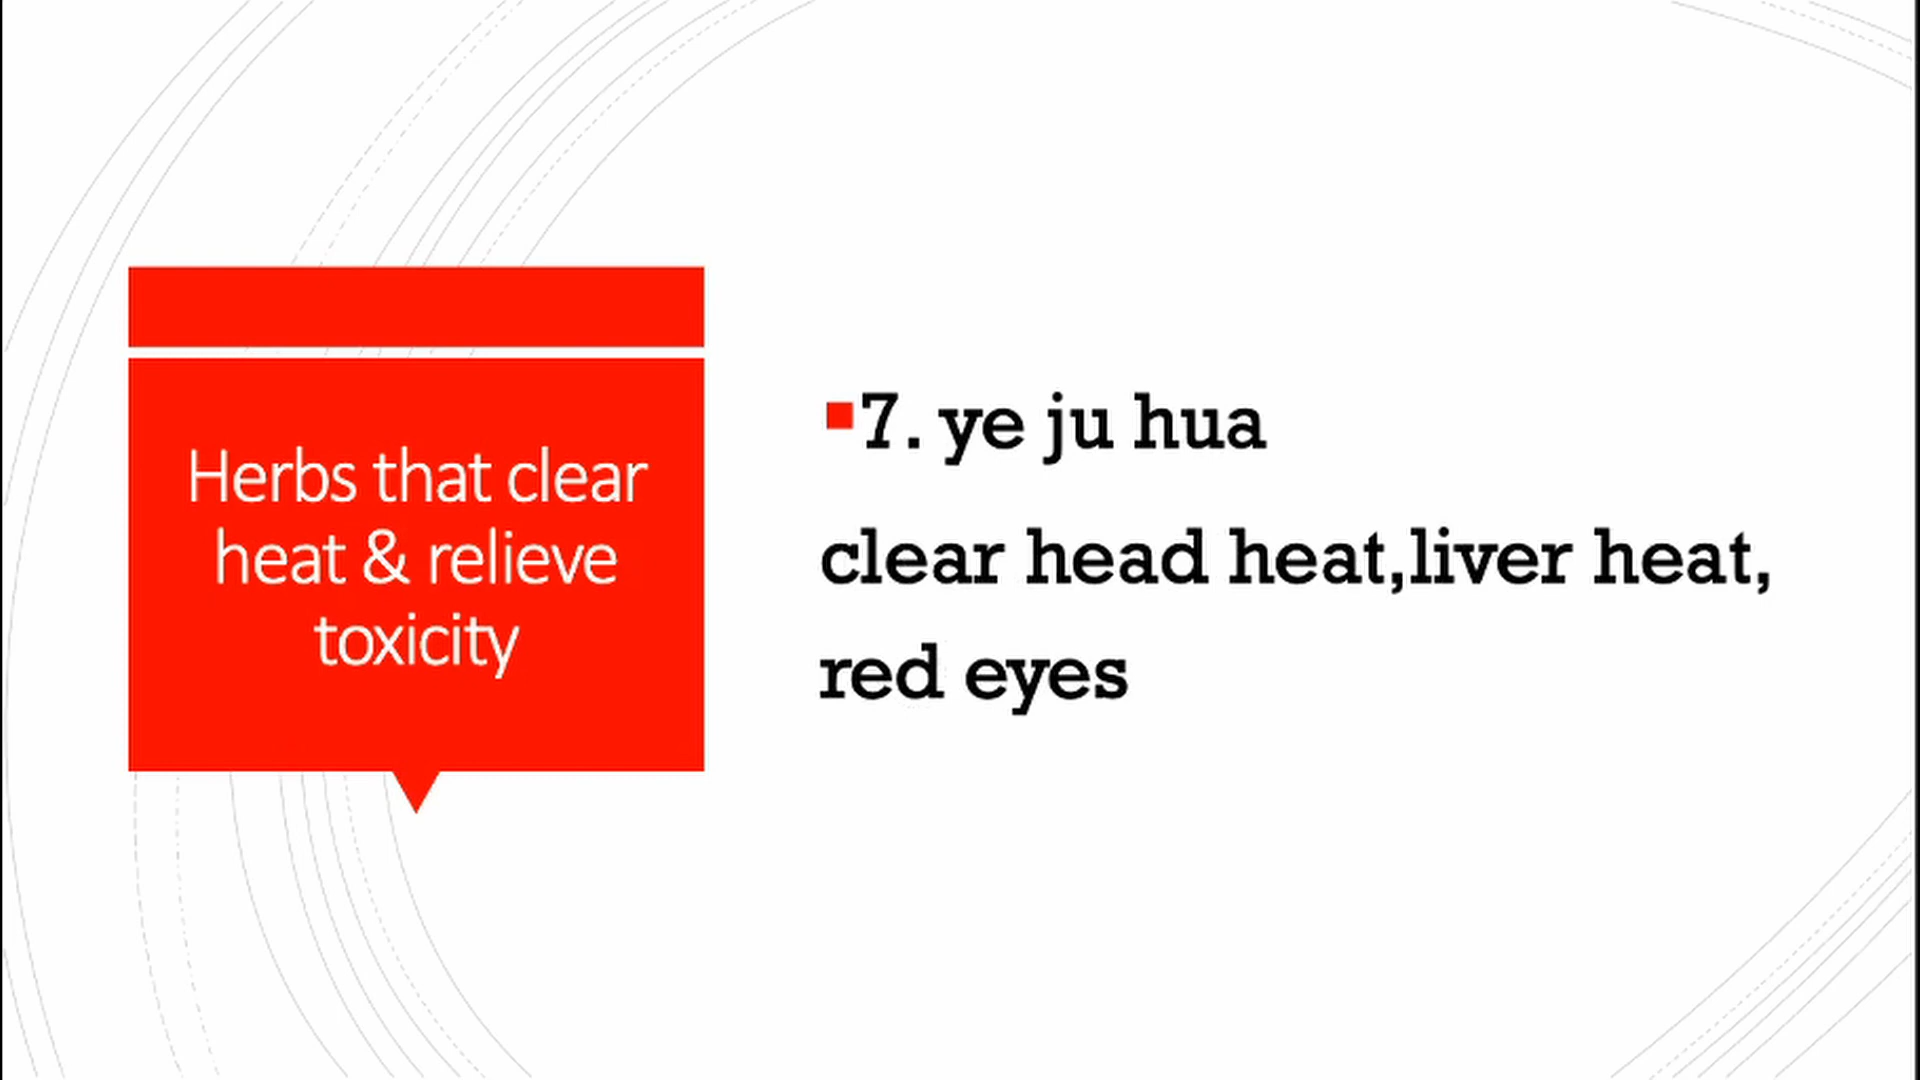 Herbs that clear
heat & relieve
toxicity
7. ye ju hua
clear head heat,liver heat,
red eyes